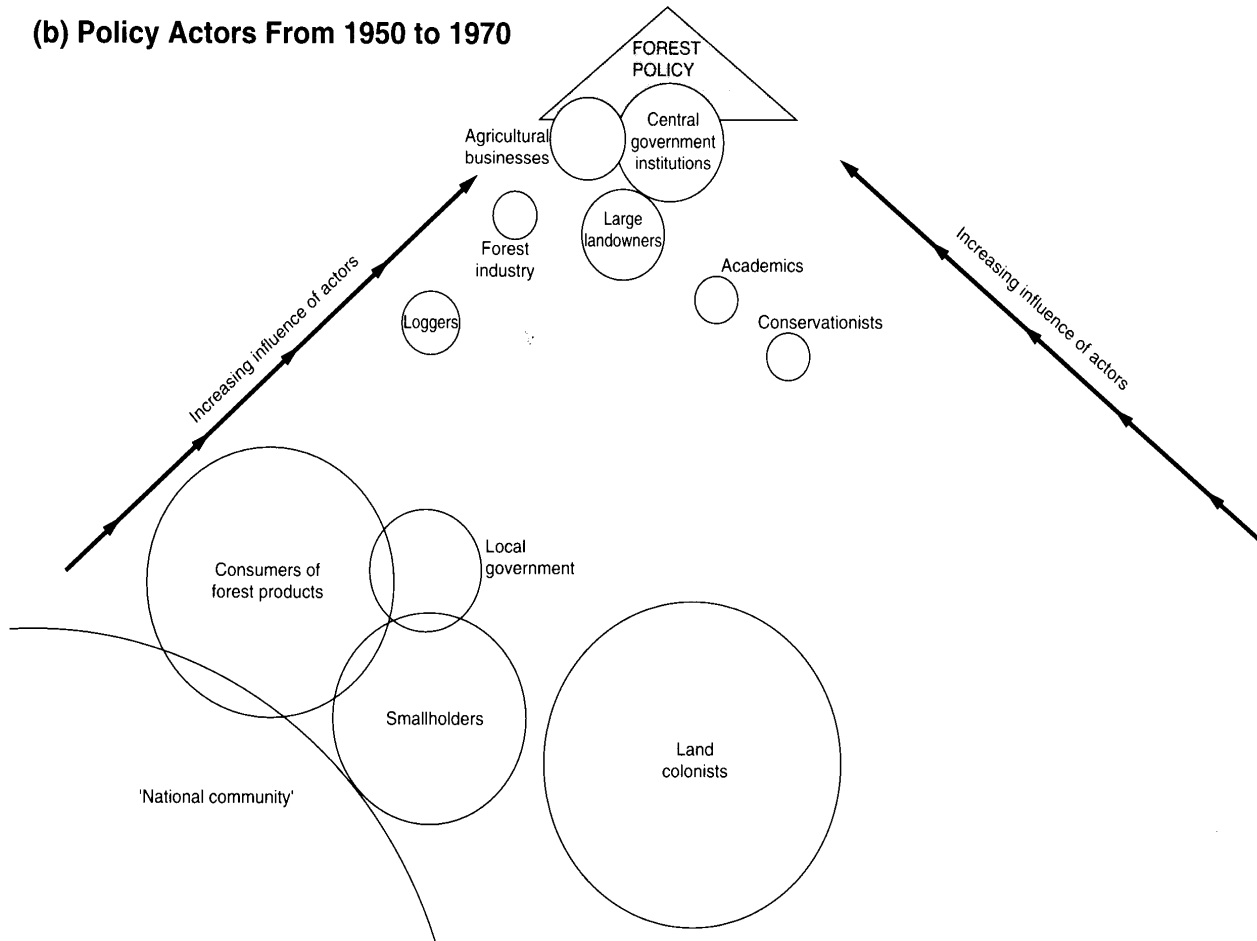 (b) Policy Actors From 1950 to 1970
FOREST
POLICY
Agricultural
businesses
Central
government
institutions
Forest
industry
Large
landowners
Loggers
Academics
Conservationists
Increasing influence of actors
Increasing influence of actors
Consumers of
forest products
Local
government
Smallholders
Land
colonists
'National community'